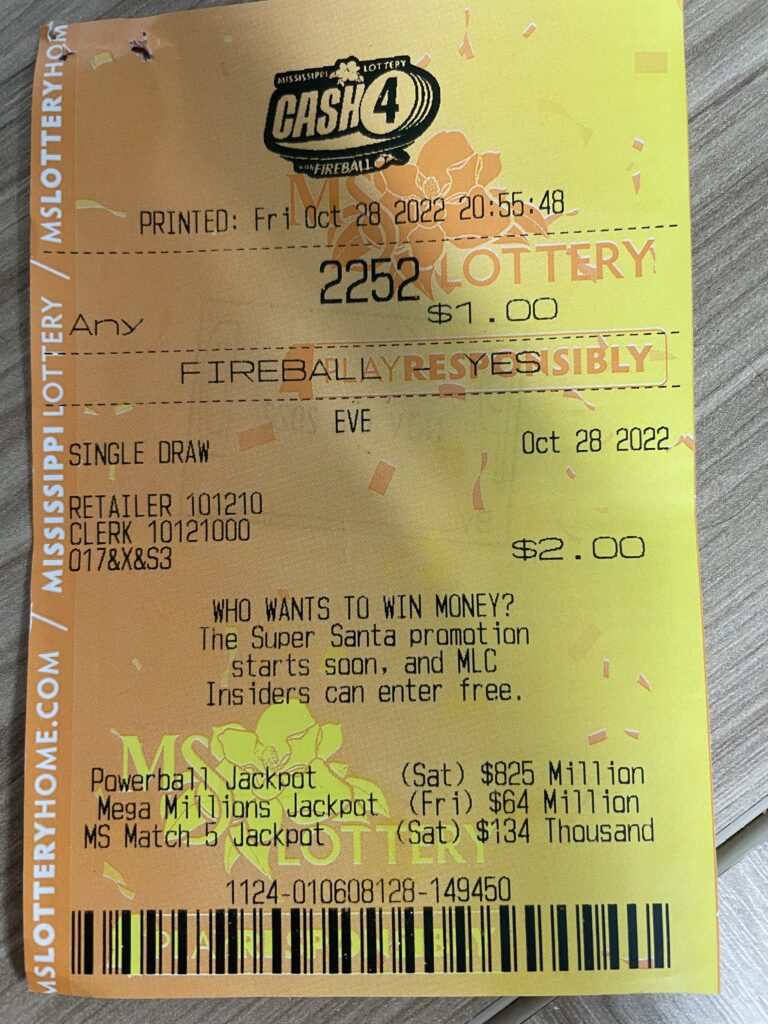 MISSISSIPPI LOTTERY
CASH 4
with FIREBALL
PRINTED: Fri Oct 28 2022 20:55:48
MS LOTTERY
2252
Any $1.00
PLAY RESPONSIBLY
FIREBALL - YES
EVE
SINGLE DRAW Oct 28 2022
RETAILER 101210
CLERK 10121000
017&X&S3
$2.00
WHO WANTS TO WIN MONEY?
The Super Santa promotion
starts soon, and MLC
Insiders can enter free.
MS LOTTERY
Powerball Jackpot (Sat) $825 Million
Mega Millions Jackpot (Fri) $64 Million
MS Match 5 Jackpot (Sat) $134 Thousand
1124-010608128-149450
PLAY RESPONSIBLY
MSLOTTERYHOME.COM / MISSISSIPPI LOTTERY / MSLOTTERYHOM